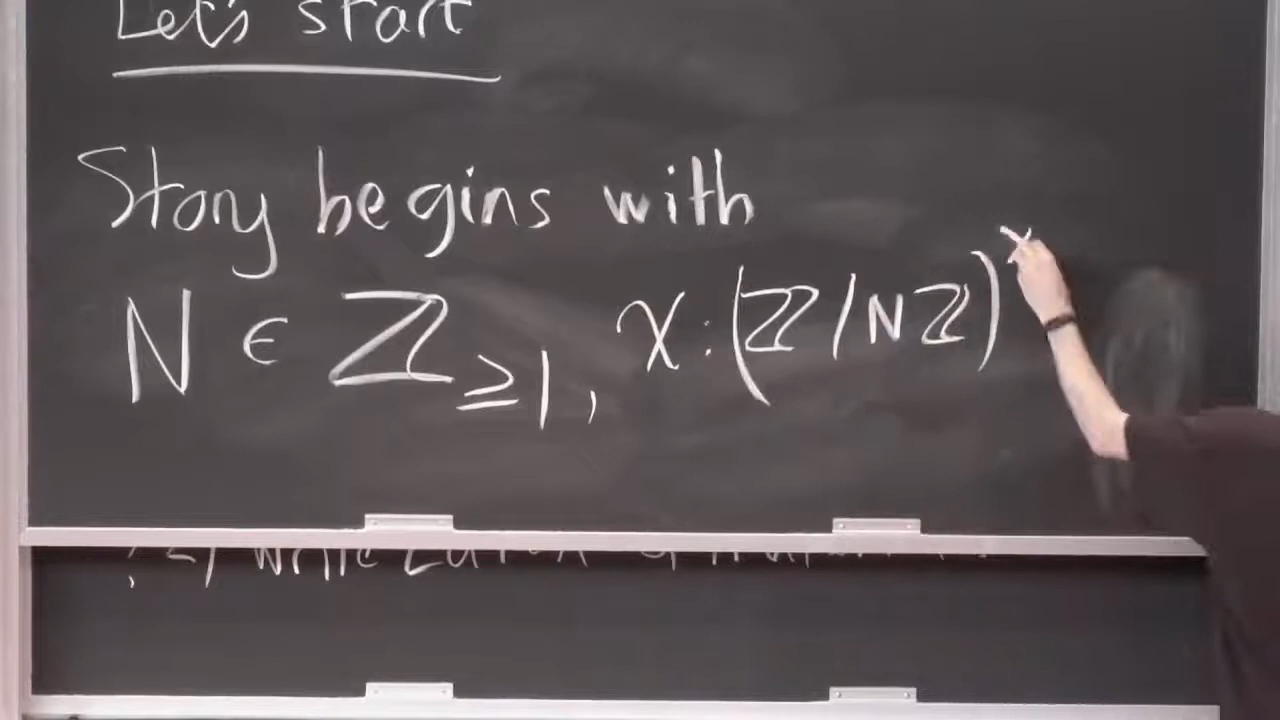 Let's start
Story begins with
N ∈ ℤ≥1, χ: (ℤ/Nℤ)